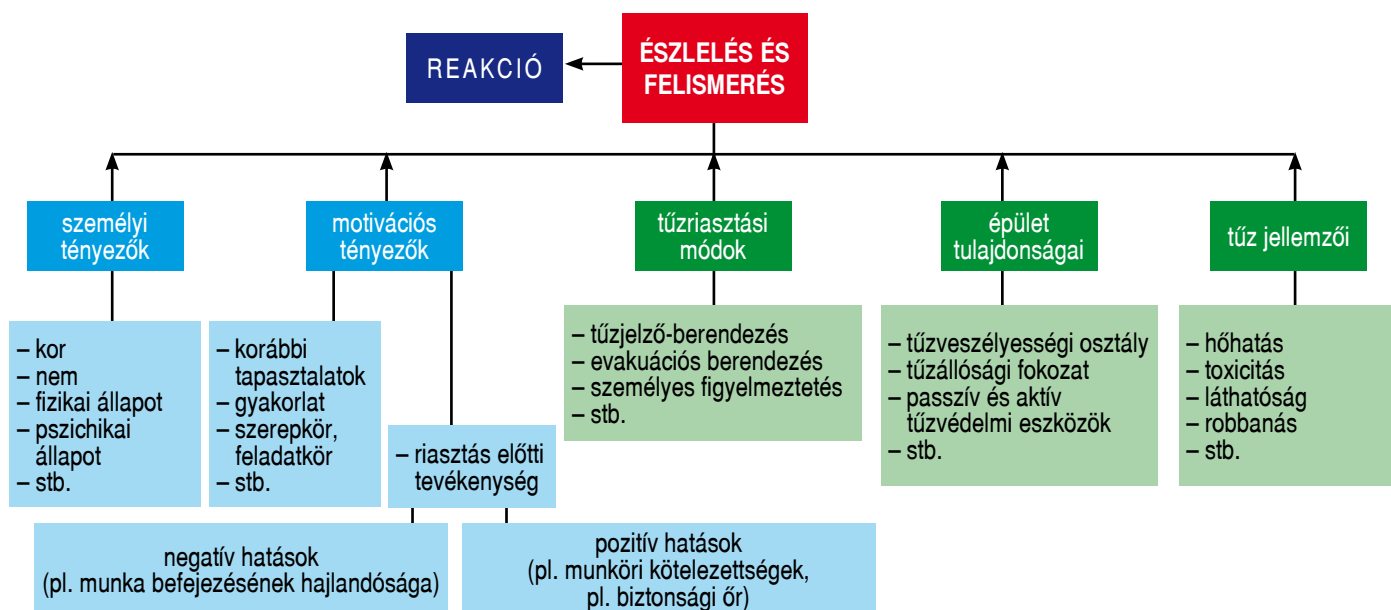 REAKCIÓ
ÉSZLELÉS ÉS
FELISMERÉS
személyi
tényezők
motivációs
tényezők
tűzriasztási
módok
épület
tulajdonságai
tűz jellemzői
– kor
– nem
– fizikai állapot
– pszichikai
állapot
– stb.
– korábbi
tapasztalatok
– gyakorlat
– szerepkör,
feladatkör
– stb.
– riasztás előtti
tevékenység
– tűzjelző-berendezés
– evakuációs berendezés
– személyes figyelmeztetés
– stb.
– tűzveszélyességi osztály
– tűzállósági fokozat
– passzív és aktív
tűzvédelmi eszközök
– stb.
– hőhatás
– toxicitás
– láthatóság
– robbanás
– stb.
negatív hatások
(pl. munka befejezésének hajlandósága)
pozitív hatások
(pl. munköri kötelezettségek,
pl. biztonsági őr)